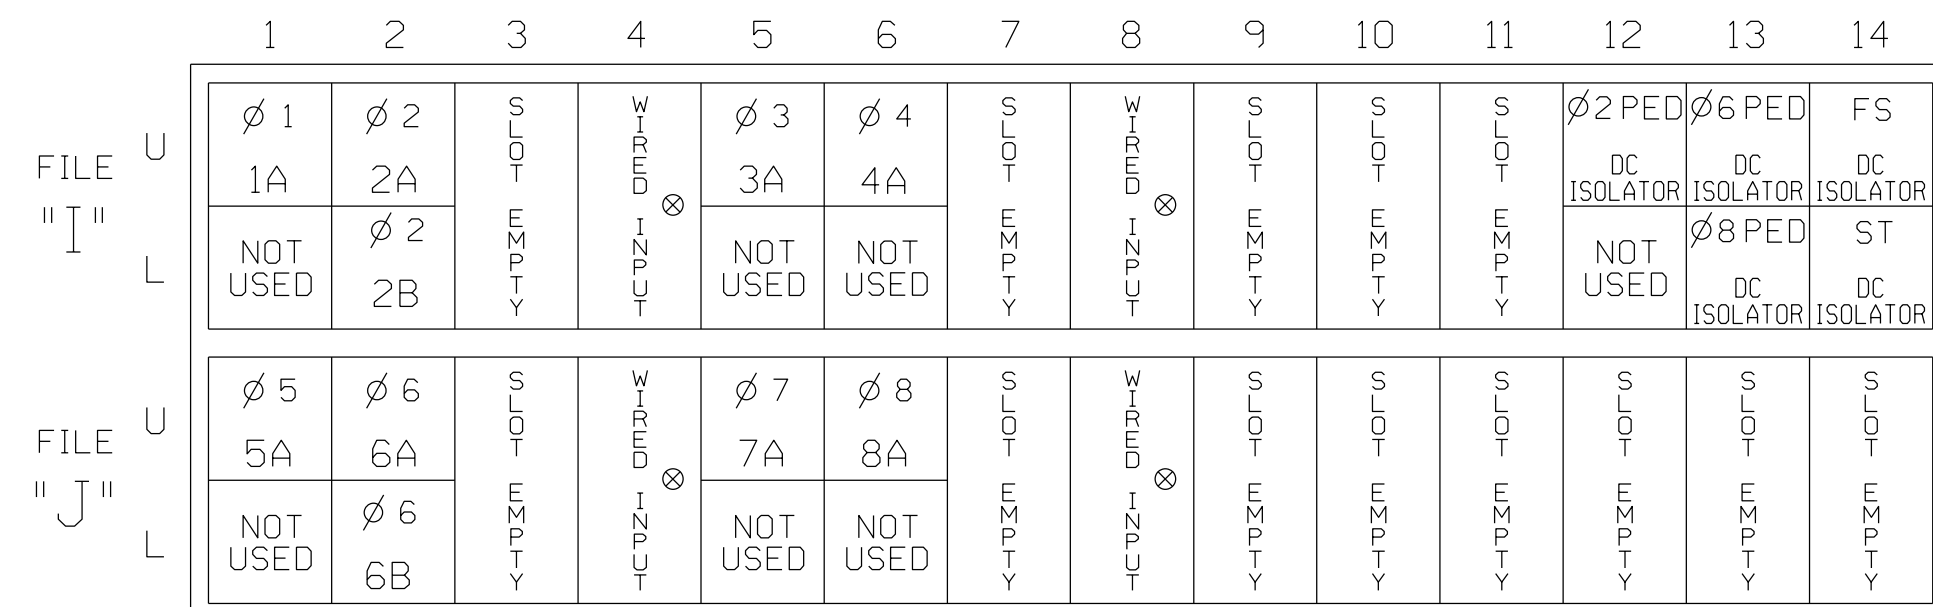 1 2 3 4 5 6 7 8 9 10 11 12 13 14
FILE "I"
U
Ø 1 1A
Ø 2 2A
SLOT EMPTY
WIRED INPUT
Ø 3 3A
Ø 4 4A
SLOT EMPTY
WIRED INPUT
SLOT EMPTY
SLOT EMPTY
SLOT EMPTY
Ø2 PED DC ISOLATOR
Ø6 PED DC ISOLATOR
FS DC ISOLATOR
L
NOT USED
Ø 2 2B
NOT USED
NOT USED
NOT USED
Ø8 PED DC ISOLATOR
ST DC ISOLATOR
FILE "J"
U
Ø 5 5A
Ø 6 6A
SLOT EMPTY
WIRED INPUT
Ø 7 7A
Ø 8 8A
SLOT EMPTY
WIRED INPUT
SLOT EMPTY
SLOT EMPTY
SLOT EMPTY
SLOT EMPTY
SLOT EMPTY
SLOT EMPTY
L
NOT USED
Ø 6 6B
NOT USED
NOT USED